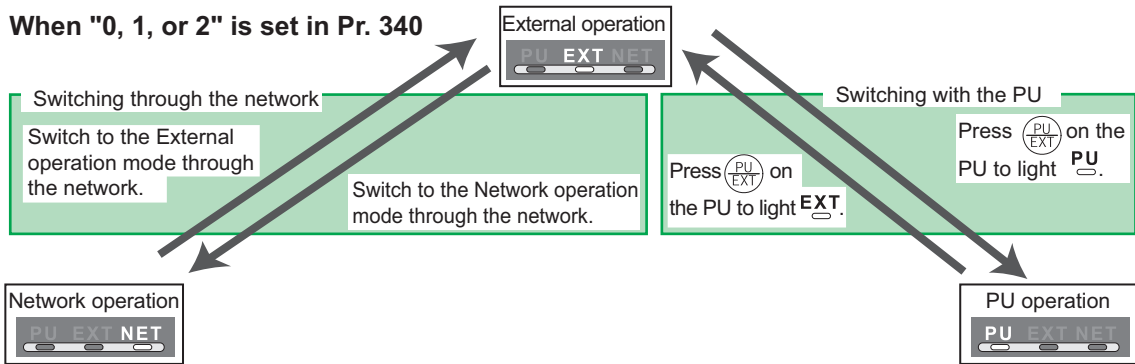 When "0, 1, or 2" is set in Pr. 340
External operation
PU EXT NET
Switching through the network
Switch to the External
operation mode through
the network.
Switch to the Network operation
mode through the network.
Switching with the PU
Press PU/EXT on
the PU to light EXT.
Press PU/EXT on the
PU to light PU.
Network operation
PU EXT NET
PU operation
PU EXT NET